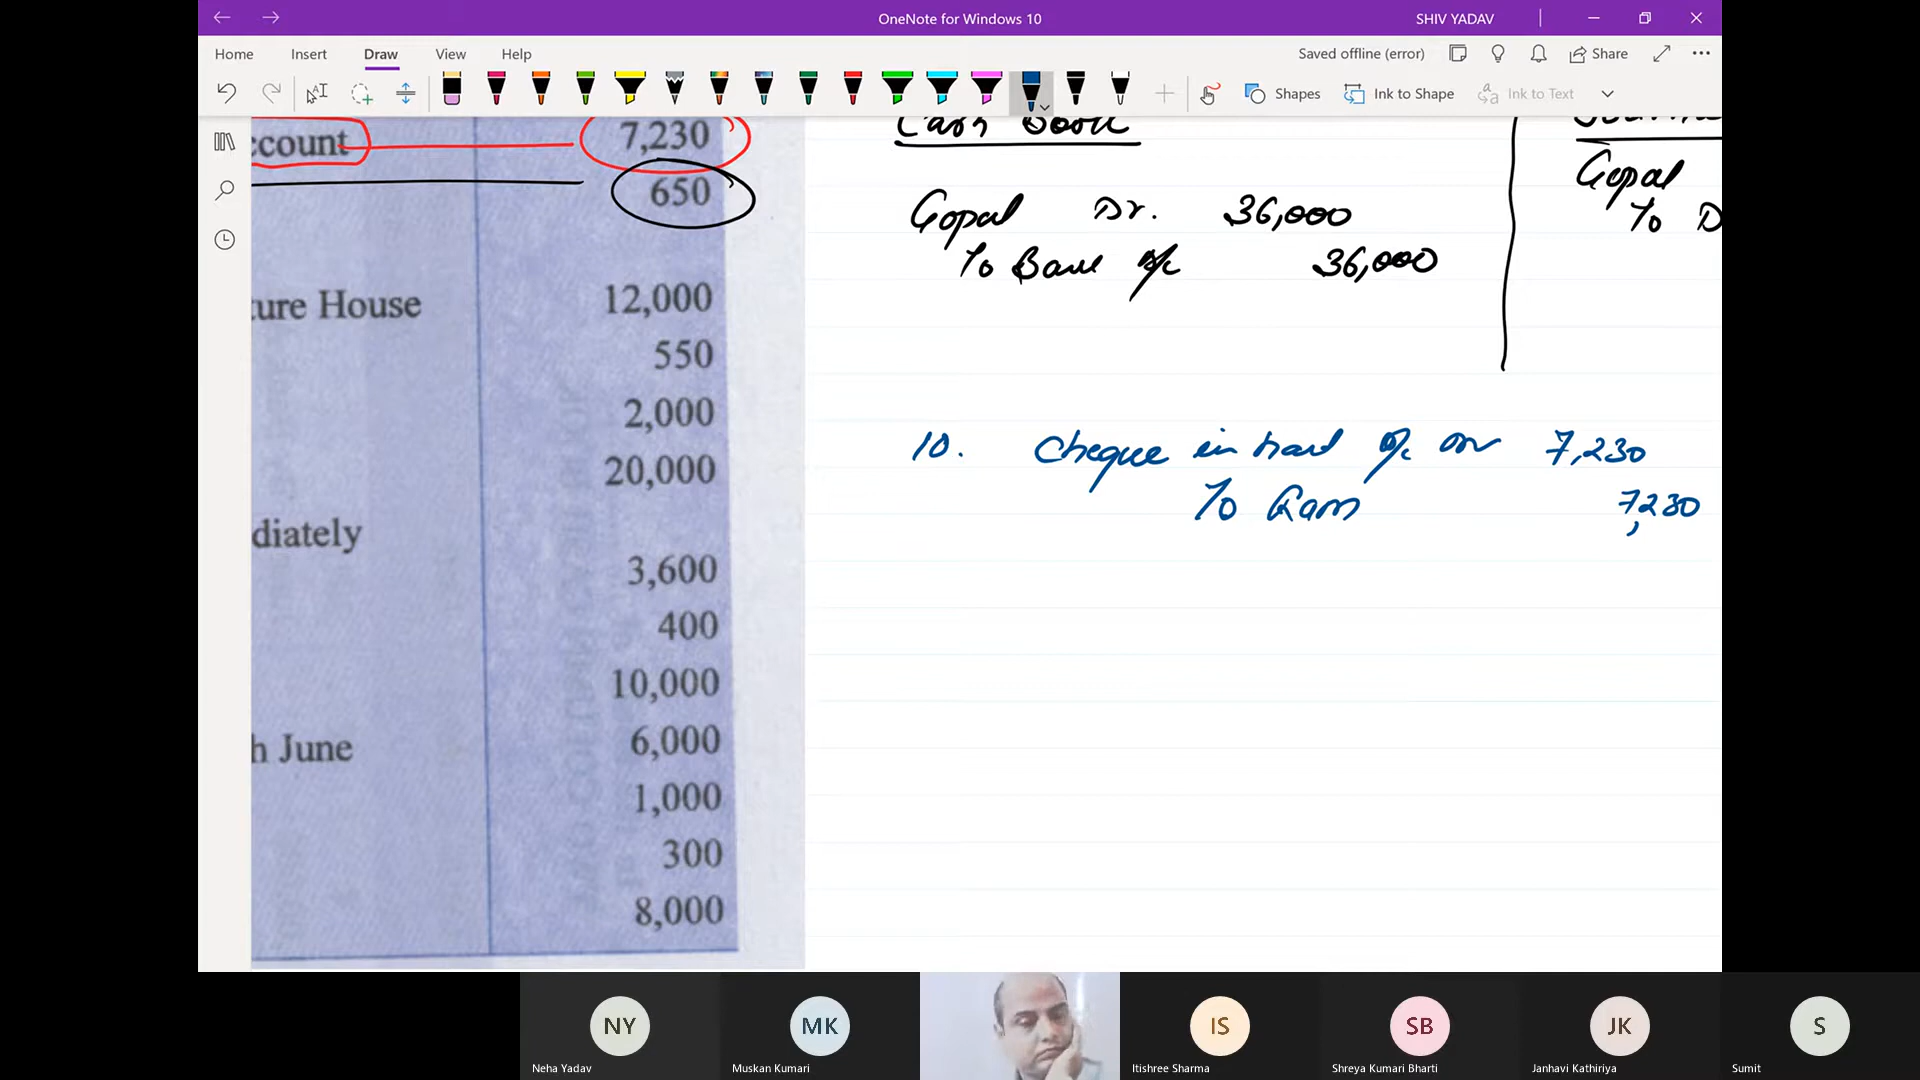 OneNote for Windows 10
SHIV YADAV
Home Insert Draw View Help
Saved offline (error) Share
Shapes Ink to Shape Ink to Text
ccount 7,230
650
ture House 12,000
550
2,000
20,000
diately
3,600
400
10,000
h June 6,000
1,000
300
8,000
Cash Book
Gopal Dr. 36,000
To Bank A/c 36,000
Gopal
To D
10. Cheque in hand A/c Dr 7,230
To Ram 7,230
NY MK IS SB JK S
Neha Yadav Muskan Kumari Itishree Sharma Shreya Kumari Bharti Janhavi Kathiriya Sumit